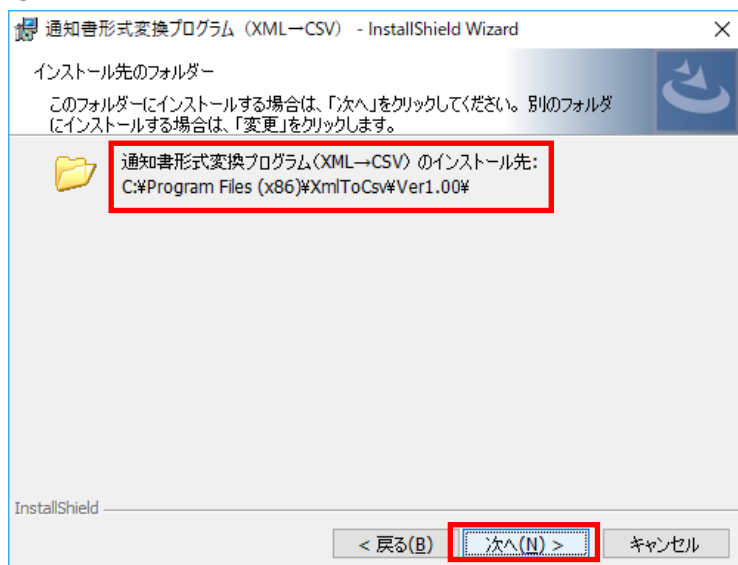 通知書形式変換プログラム（XML→CSV） - InstallShield Wizard
インストール先のフォルダー
このフォルダーにインストールする場合は、「次へ」をクリックしてください。別のフォルダ
にインストールする場合は、「変更」をクリックします。
通知書形式変換プログラム（XML→CSV）のインストール先:
C:¥Program Files (x86)¥XmlToCsv¥Ver1.00¥
InstallShield
< 戻る(B) 次へ(N) > キャンセル